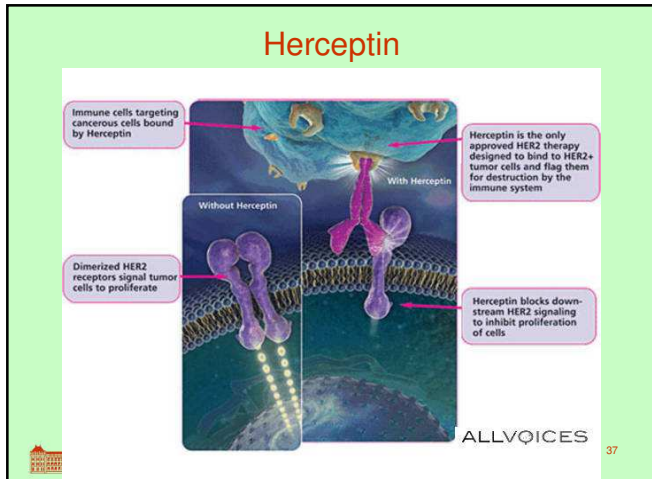 Herceptin
Immune cells targeting
cancerous cells bound
by Herceptin
Herceptin is the only
approved HER2 therapy
designed to bind to HER2+
tumor cells and flag them
for destruction by the
immune system
With Herceptin
Without Herceptin
Dimerized HER2
receptors signal tumor
cells to proliferate
Herceptin blocks down-
stream HER2 signaling
to inhibit proliferation
of cells
ALLVOICES
37